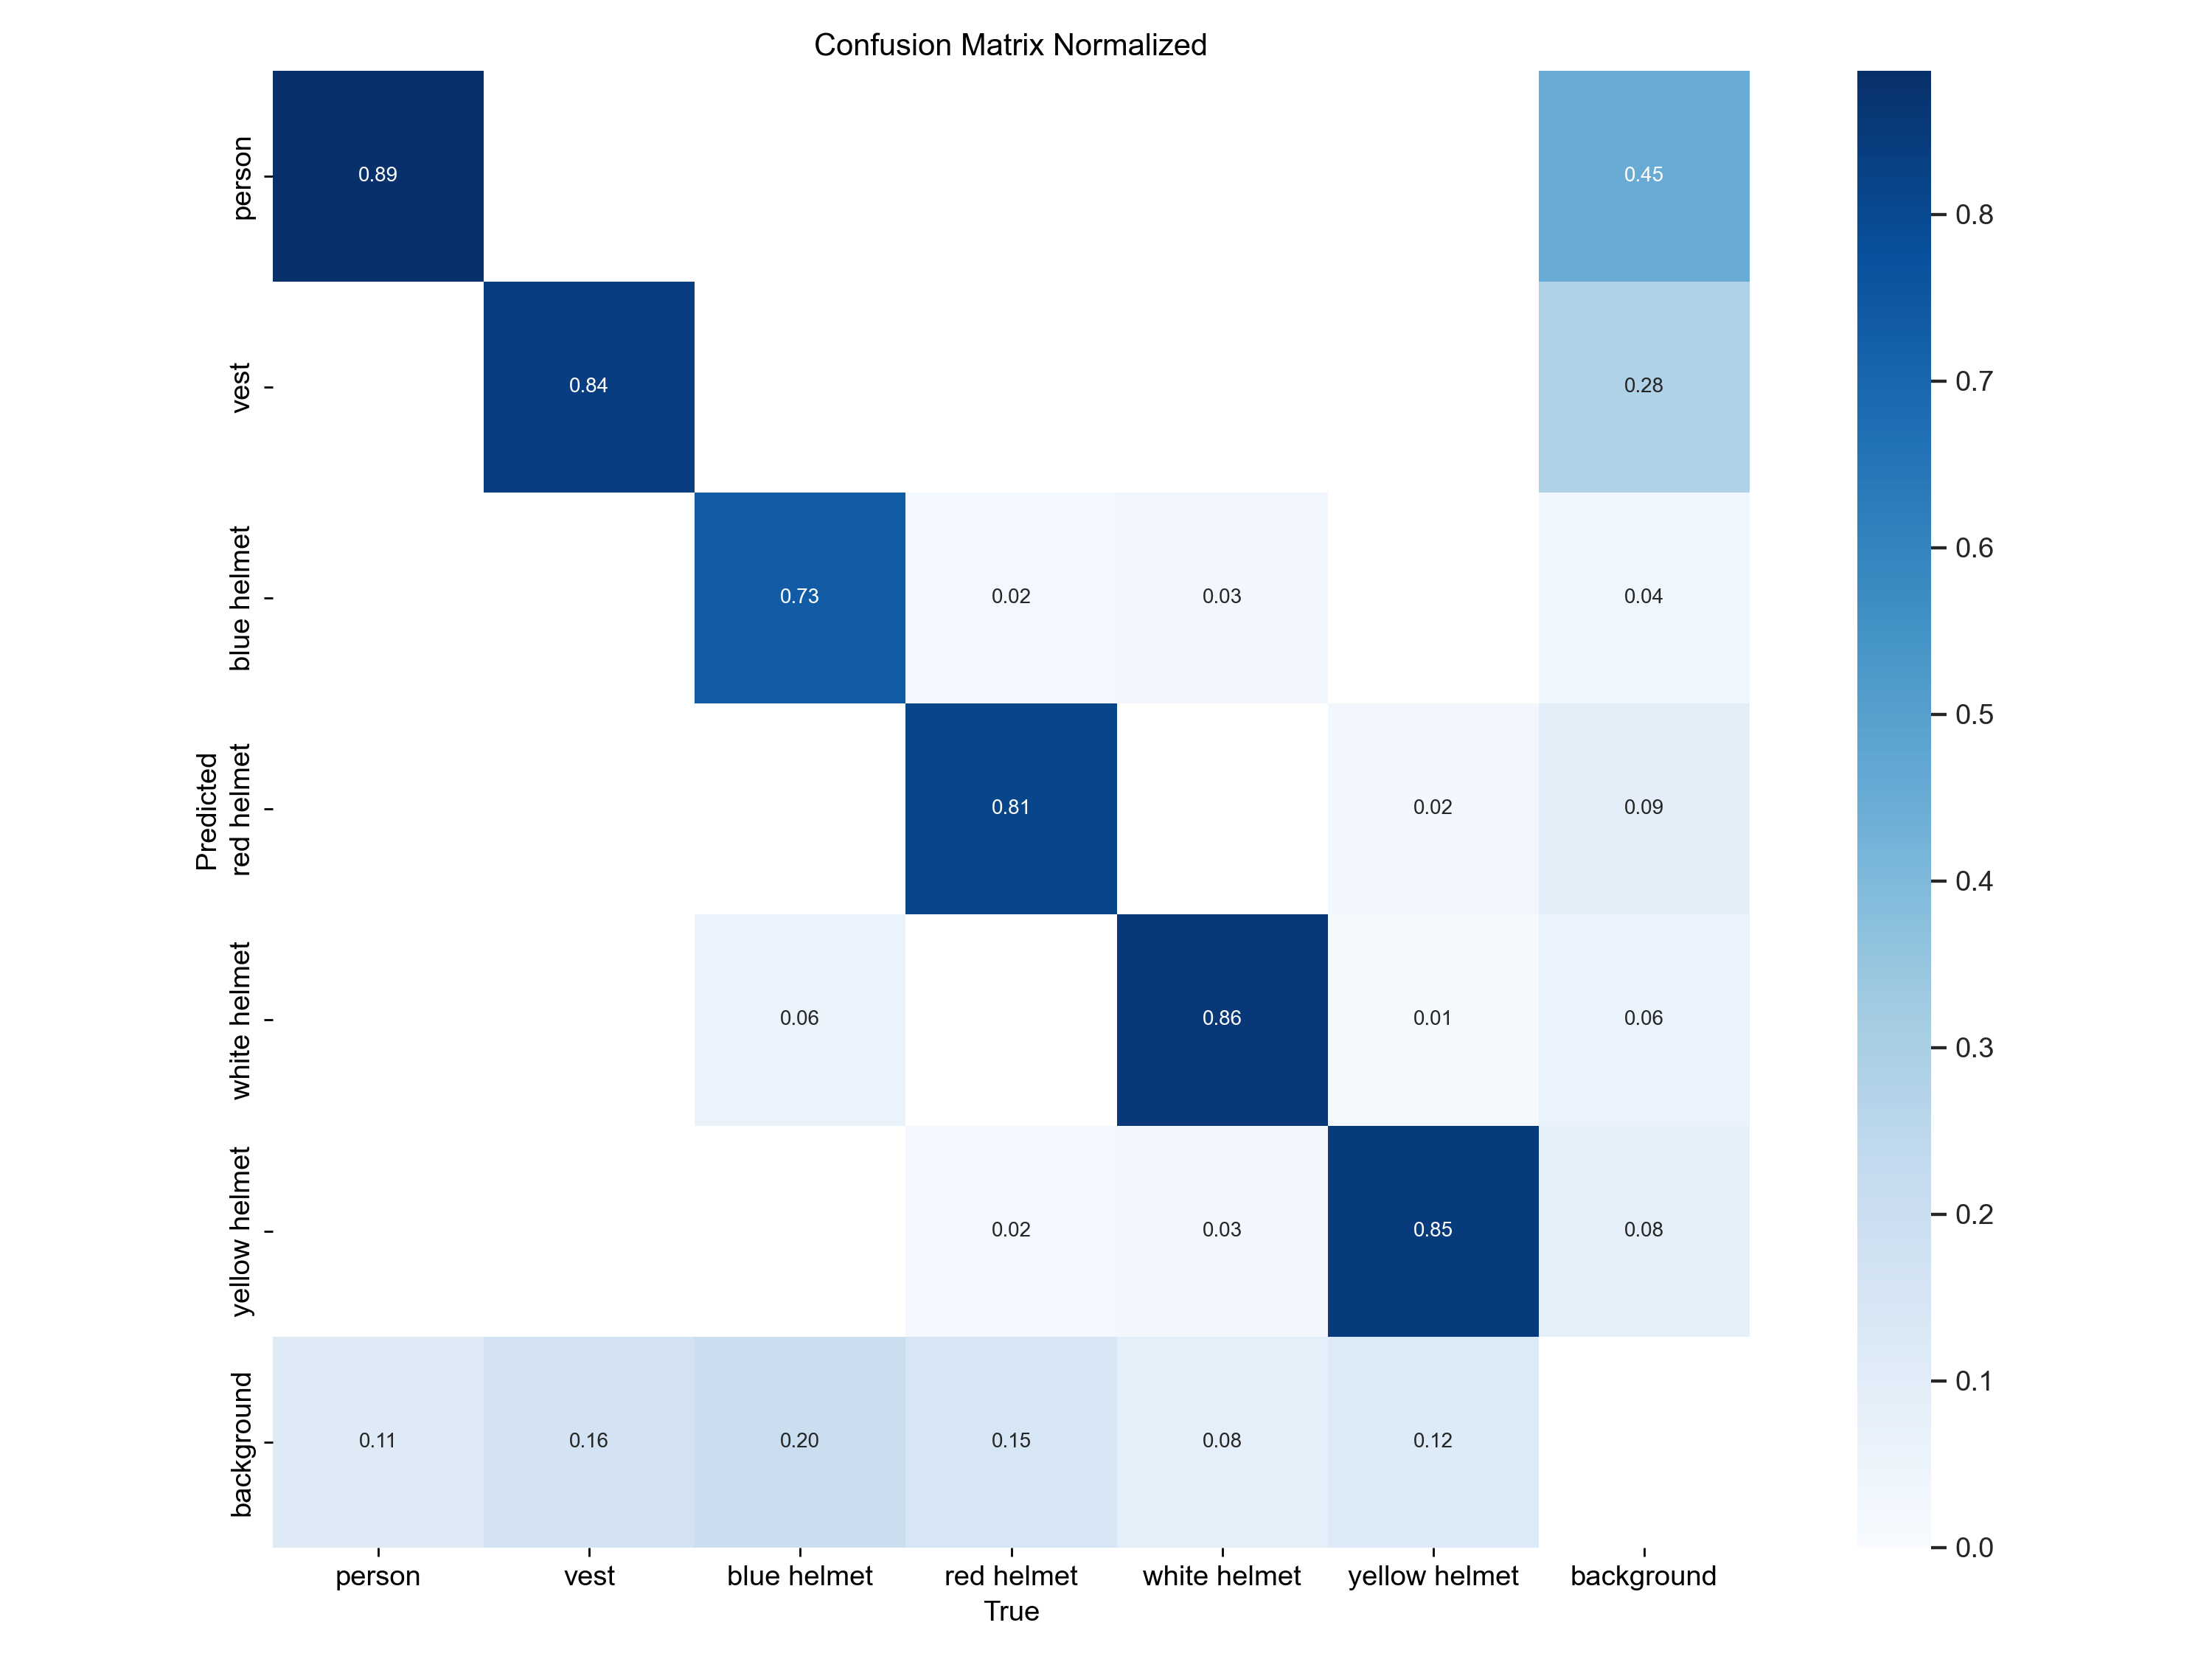 Confusion Matrix Normalized
person
0.89
0.45
0.8
vest
0.84
0.28
0.7
0.6
blue helmet
0.73
0.02
0.03
0.04
0.5
Predicted
red helmet
0.81
0.02
0.09
0.4
white helmet
0.06
0.86
0.01
0.06
0.3
yellow helmet
0.02
0.03
0.85
0.08
0.2
background
0.11
0.16
0.20
0.15
0.08
0.12
0.1
0.0
person
vest
blue helmet
red helmet
white helmet
yellow helmet
background
True